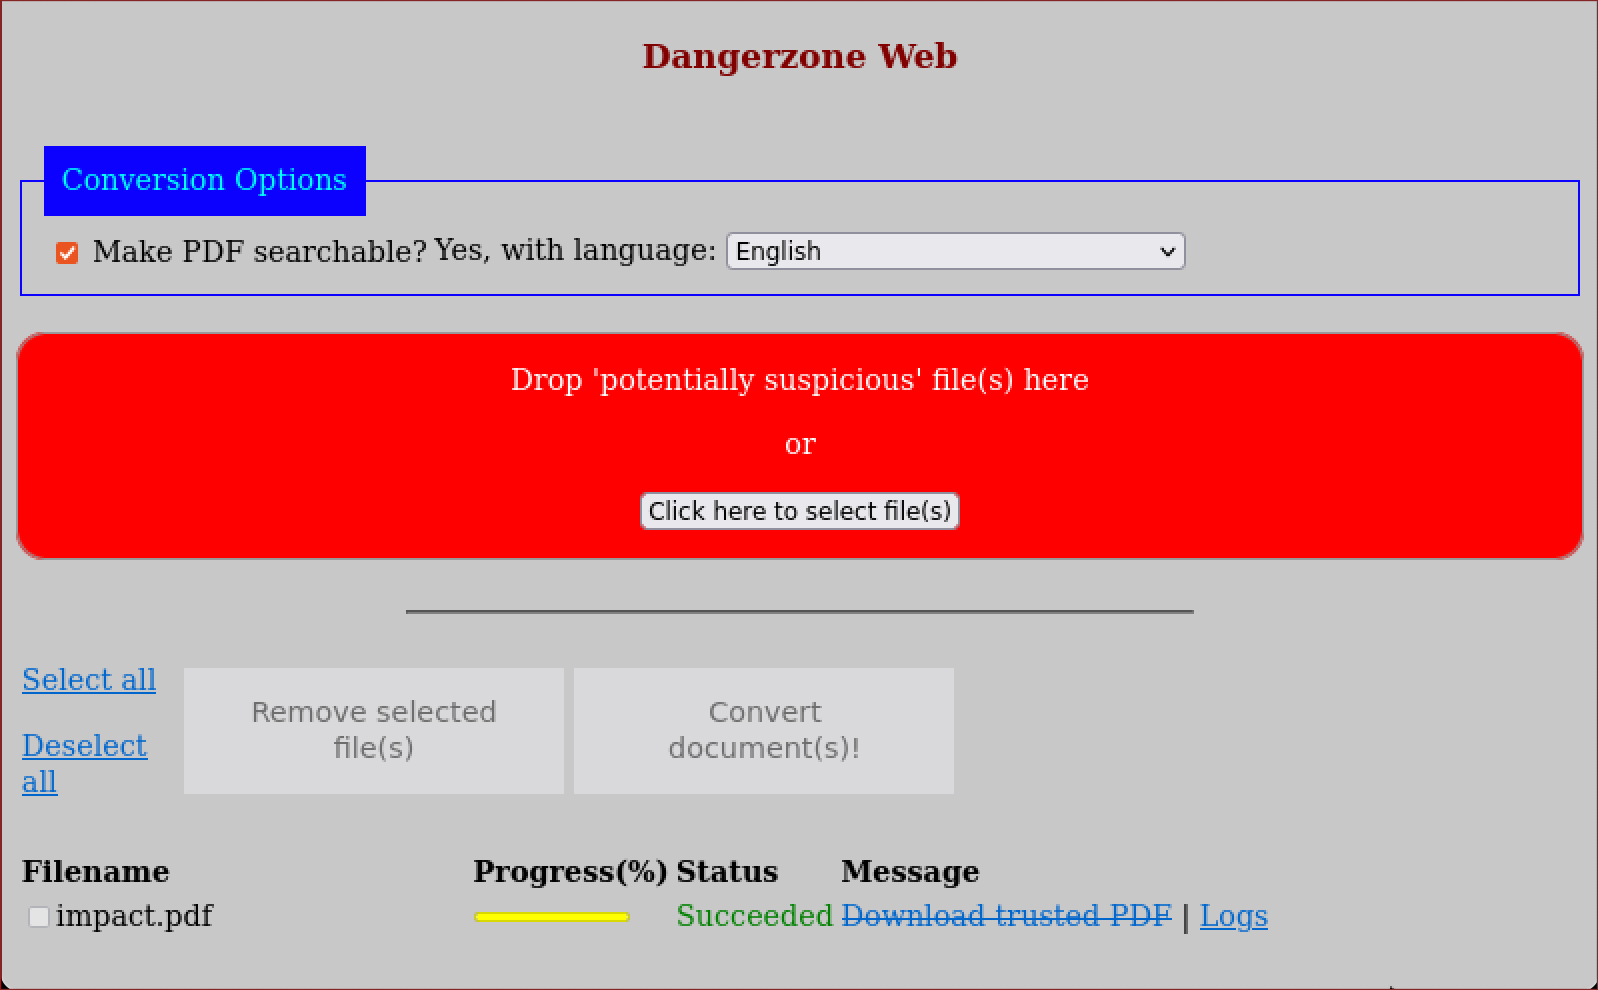 Dangerzone Web
Conversion Options
Make PDF searchable? Yes, with language: English
Drop 'potentially suspicious' file(s) here
or
Click here to select file(s)
Select all
Deselect
all
Remove selected
file(s)
Convert
document(s)!
Filename Progress(%) Status Message
impact.pdf Succeeded Download trusted PDF | Logs